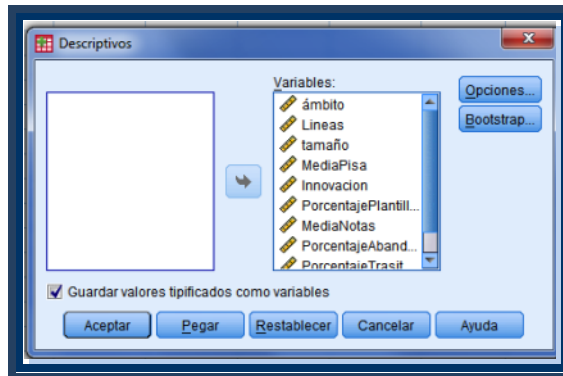 Descriptivos
Variables:
ámbito
Lineas
tamaño
MediaPisa
Innovacion
PorcentajePlantill...
MediaNotas
PorcentajeAband...
PorcentajeTrasit...
Opciones...
Bootstrap...
Guardar valores tipificados como variables
Aceptar
Pegar
Restablecer
Cancelar
Ayuda